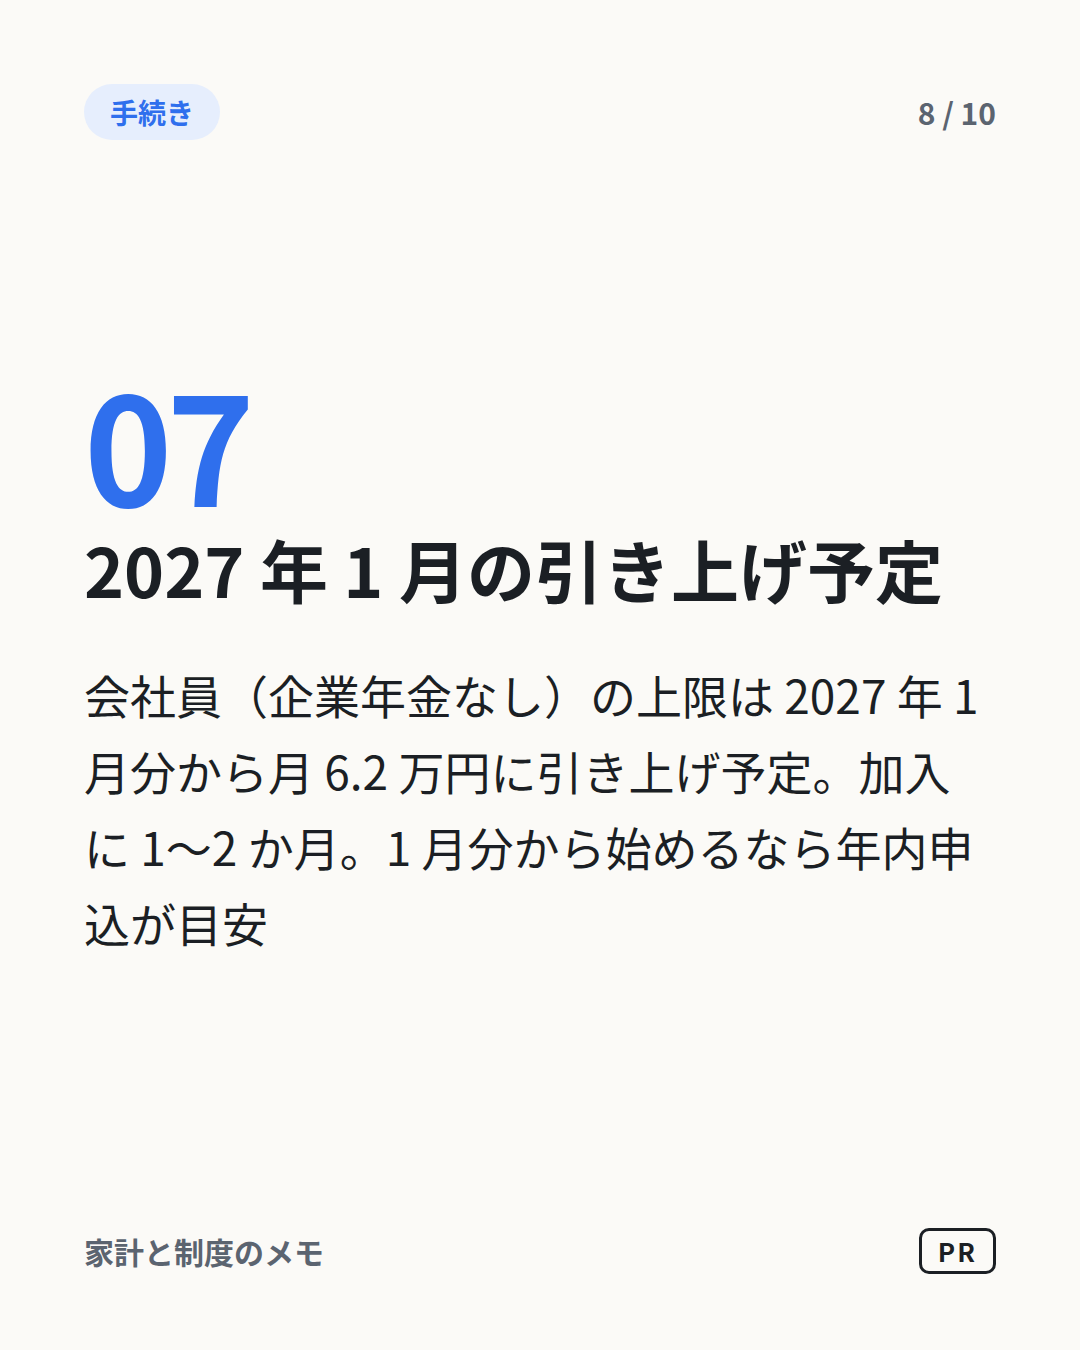 手続き
8 / 10
07
2027 年 1 月の引き上げ予定
会社員（企業年金なし）の上限は 2027 年 1
月分から月 6.2 万円に引き上げ予定。加入
に 1〜2 か月。1 月分から始めるなら年内申
込が目安
家計と制度のメモ
PR